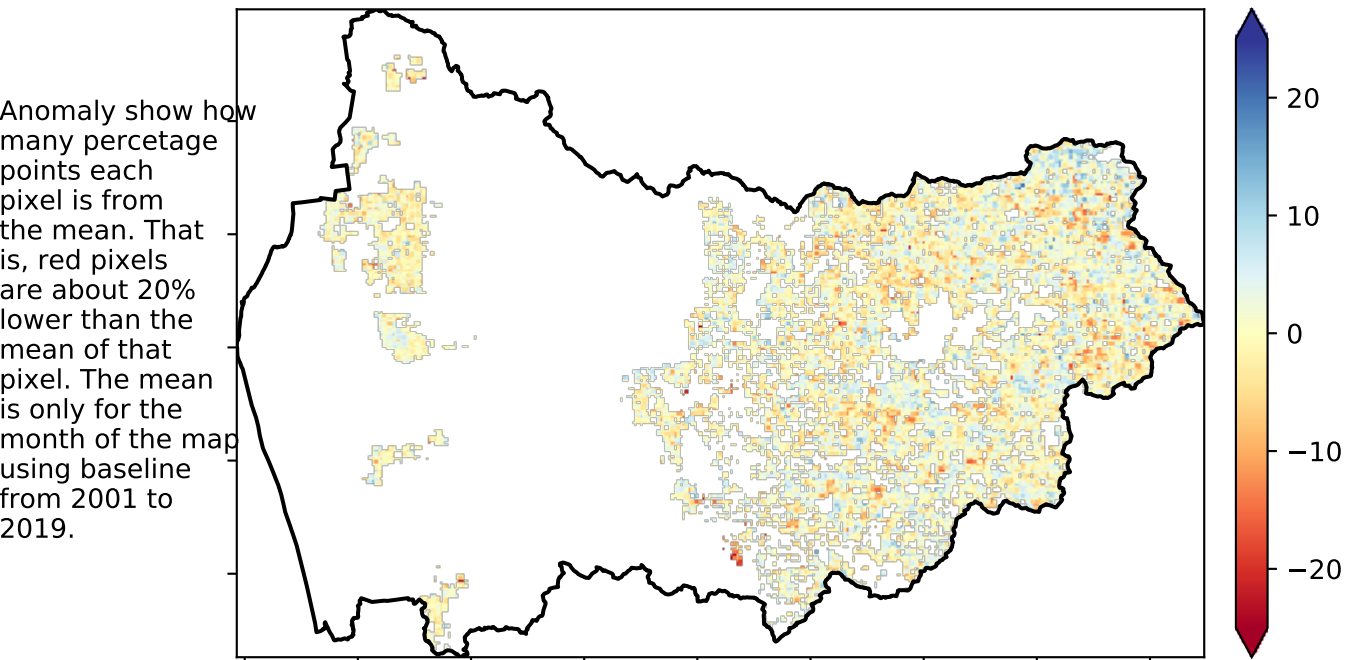 Anomaly show how
many percetage
points each
pixel is from
the mean. That
is, red pixels
are about 20%
lower than the
mean of that
pixel. The mean
is only for the
month of the map
using baseline
from 2001 to
2019.
20
10
0
−10
−20